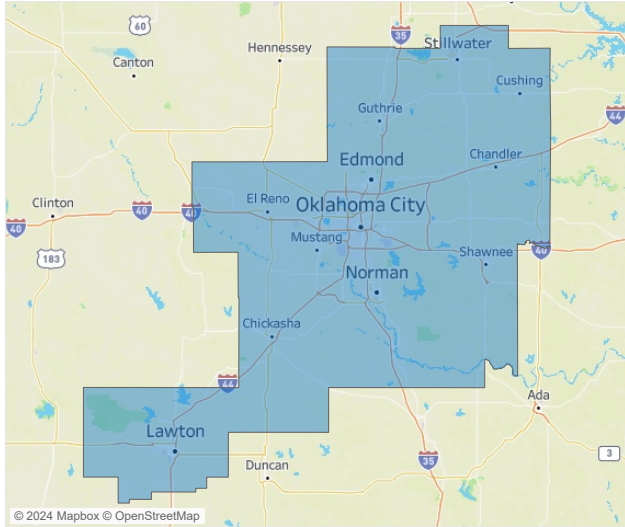 60
35
Stillwater
Hennessey
Canton
Cushing
Guthrie
44
Edmond
Chandler
Clinton
El Reno
Oklahoma City
40
40
40
Mustang
Shawnee
40
183
Norman
Chickasha
44
Ada
Lawton
3
Duncan
35
© 2024 Mapbox © OpenStreetMap